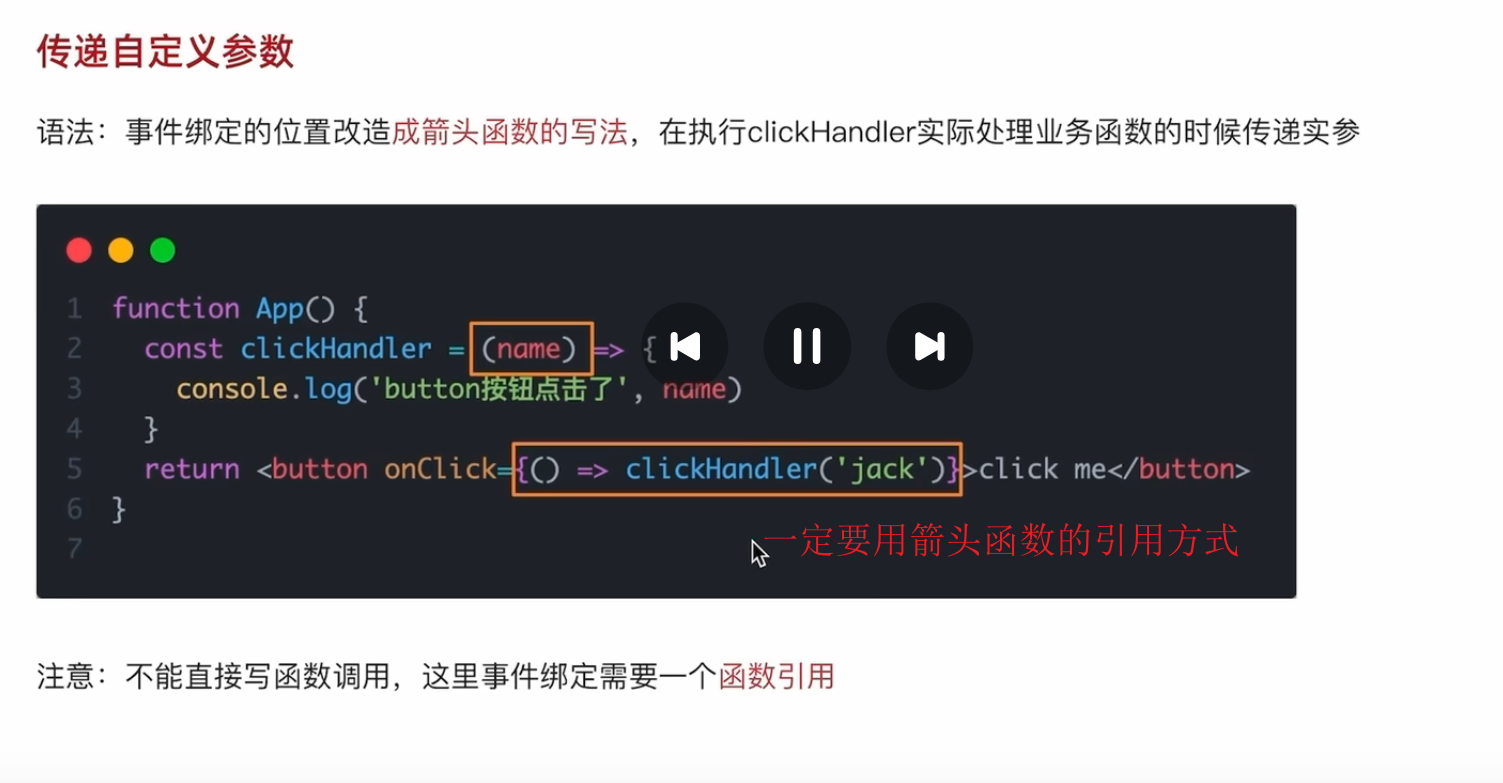 传递自定义参数
语法：事件绑定的位置改造成箭头函数的写法，在执行clickHandler实际处理业务函数的时候传递实参
1 function App() {
2 const clickHandler = (name) => {
3 console.log('button按钮点击了', name)
4 }
5 return <button onClick={() => clickHandler('jack')}>click me</button>
6 }
7
一定要用箭头函数的引用方式
注意：不能直接写函数调用，这里事件绑定需要一个函数引用